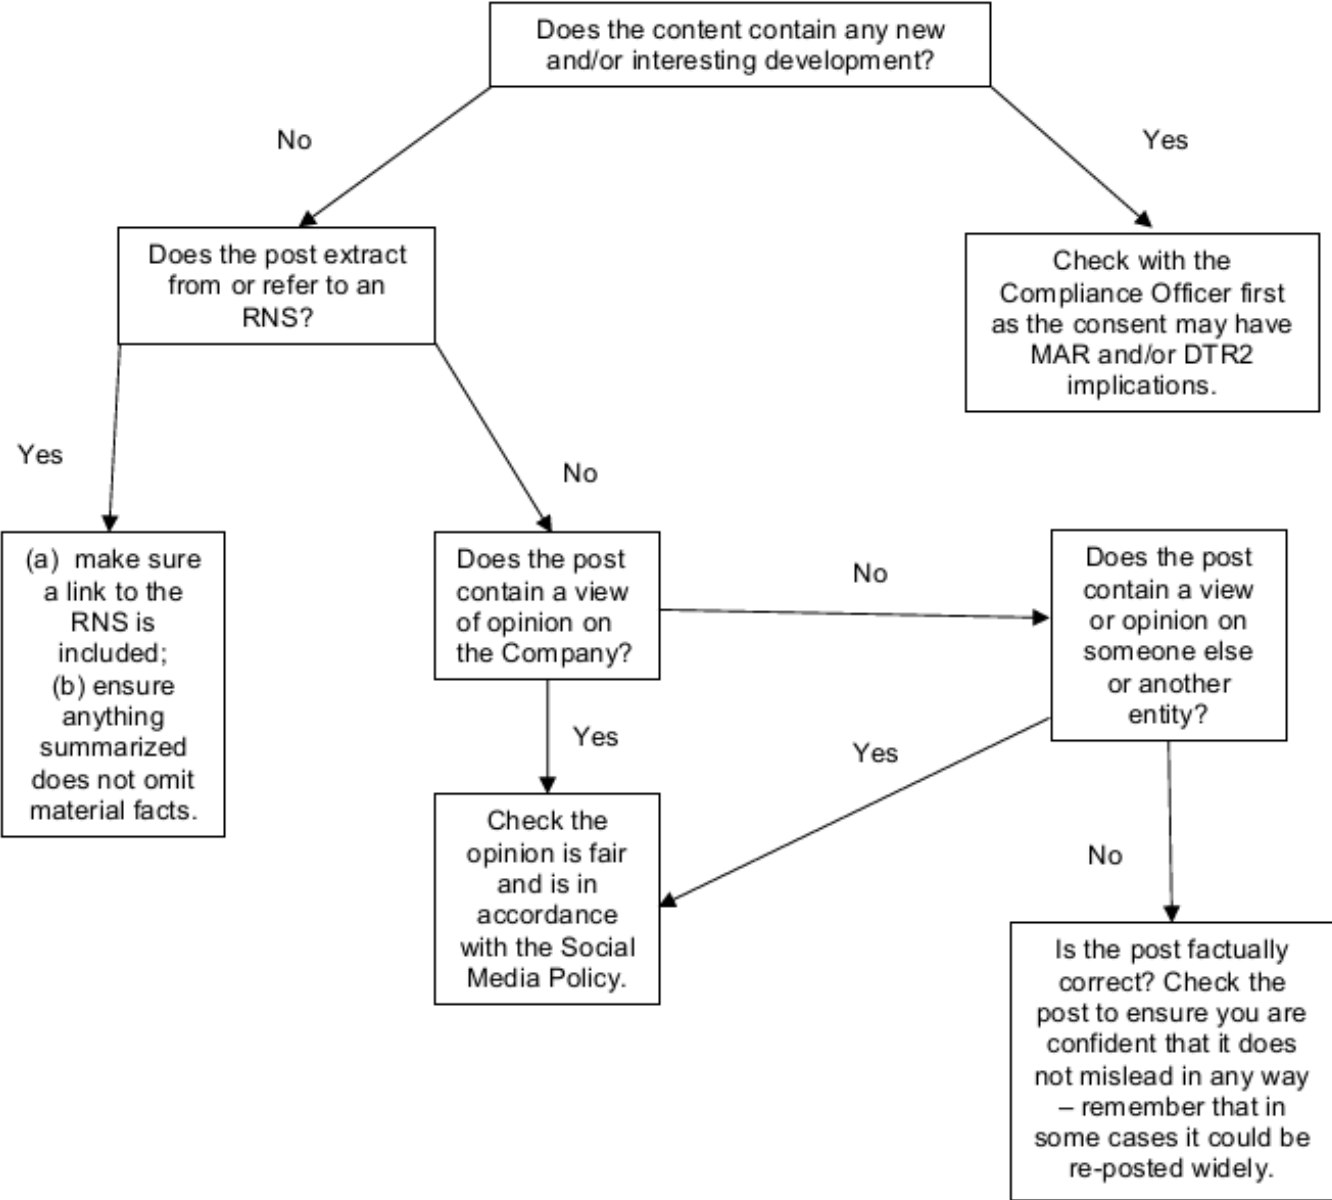 Does the content contain any new
and/or interesting development?
No
Yes
Does the post extract
from or refer to an
RNS?
Check with the
Compliance Officer first
as the consent may have
MAR and/or DTR2
implications.
Yes
No
(a) make sure
a link to the
RNS is
included;
(b) ensure
anything
summarized
does not omit
material facts.
Does the post
contain a view
of opinion on
the Company?
No
Does the post
contain a view
or opinion on
someone else
or another
entity?
Yes
Yes
Check the
opinion is fair
and is in
accordance
with the Social
Media Policy.
No
Is the post factually
correct? Check the
post to ensure you are
confident that it does
not mislead in any way
– remember that in
some cases it could be
re-posted widely.